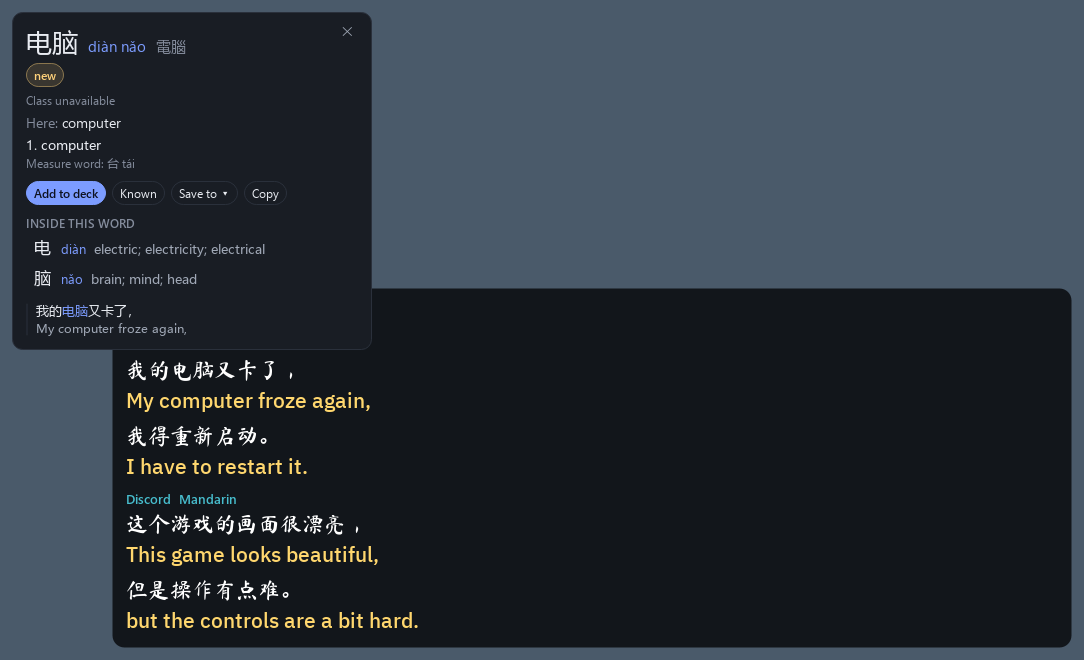 电脑 diàn nǎo 電腦
new
Class unavailable
Here: computer
1. computer
Measure word: 台 tái
Add to deck Known Save to ▾ Copy
INSIDE THIS WORD
电 diàn electric; electricity; electrical
脑 nǎo brain; mind; head
我的电脑又卡了，
My computer froze again,
我的电脑又卡了，
My computer froze again,
我得重新启动。
I have to restart it.
Discord Mandarin
这个游戏的画面很漂亮，
This game looks beautiful,
但是操作有点难。
but the controls are a bit hard.